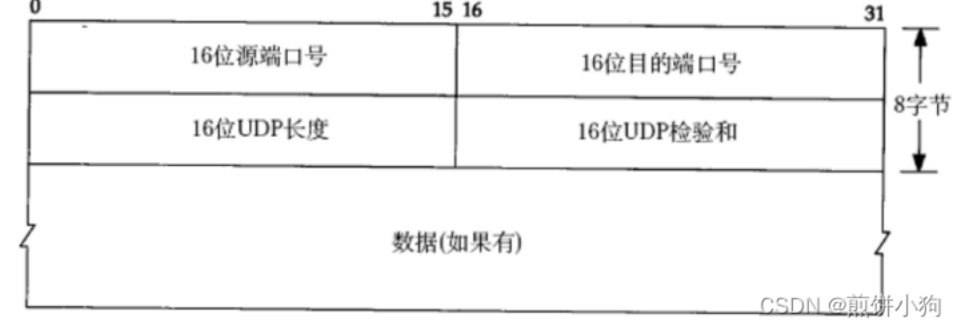 0 15 16 31
16位源端口号 16位目的端口号
8字节
16位UDP长度 16位UDP检验和
数据(如果有)
CSDN @煎饼小狗